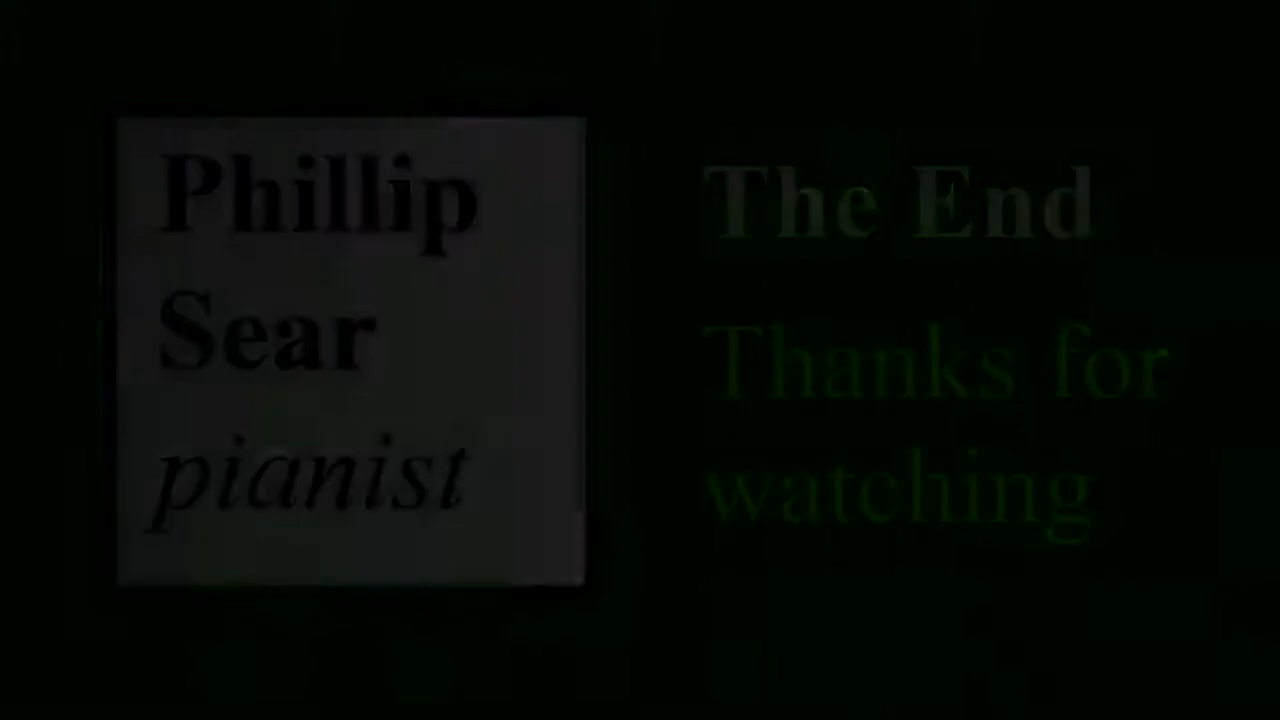 Phillip
Sear
pianist
The End
Thanks for
watching